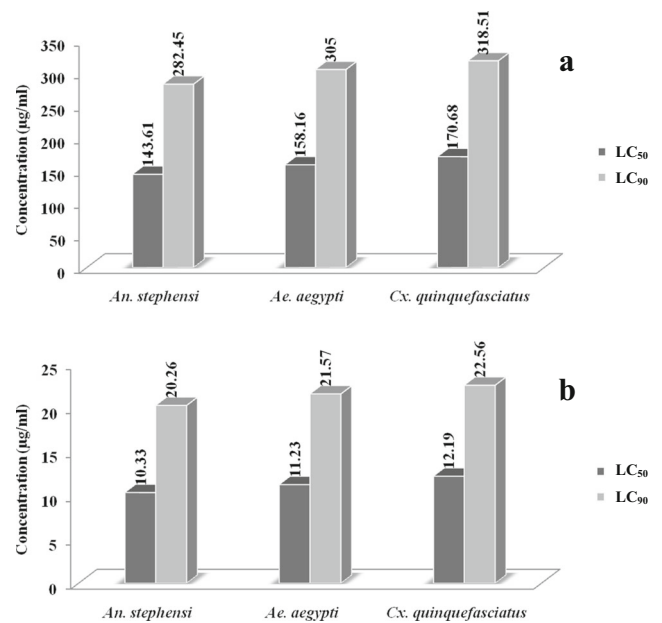 a
Concentration (µg/ml)
350
300
250
200
150
100
50
0
143.61
282.45
158.16
305
170.68
318.51
An. stephensi
Ae. aegypti
Cx. quinquefasciatus
LC₅₀
LC₉₀
b
Concentration (µg/ml)
25
20
15
10
5
0
10.33
20.26
11.23
21.57
12.19
22.56
An. stephensi
Ae. aegypti
Cx. quinquefasciatus
LC₅₀
LC₉₀